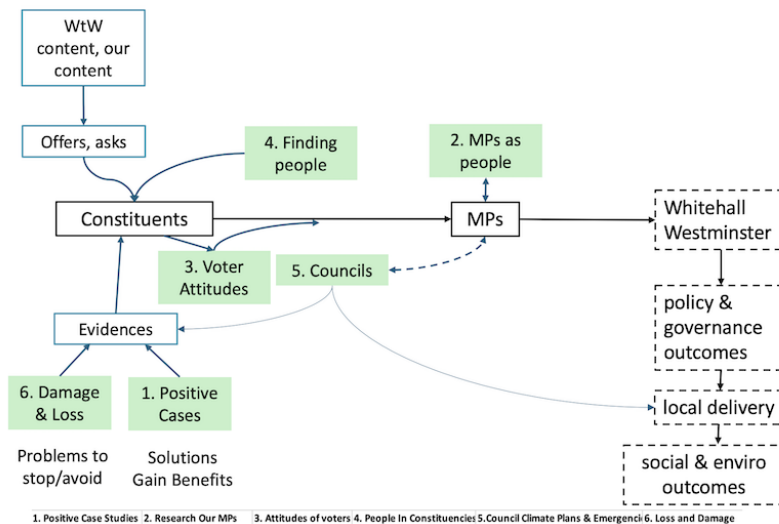 WtW
content, our
content
Offers, asks
4. Finding
people
2. MPs as
people
Constituents
MPs
Whitehall
Westminster
3. Voter
Attitudes
5. Councils
Evidences
policy &
governance
outcomes
6. Damage
& Loss
1. Positive
Cases
local delivery
Problems to
stop/avoid
Solutions
Gain Benefits
social & enviro
outcomes
1. Positive Case Studies 2. Research Our MPs 3. Attitudes of voters 4. People In Constituencies 5.Council Climate Plans & Emergenci 6. Loss and Damage